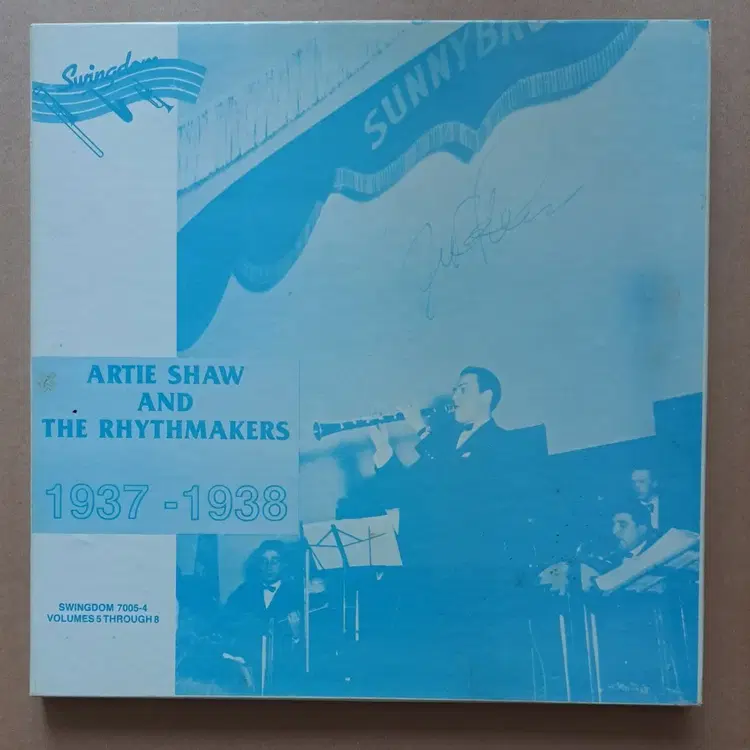 Swingdom
SUNNYBR
ARTIE SHAW
AND
THE RHYTHMAKERS
1937 -1938
SWINGDOM 7005-4
VOLUMES 5 THROUGH 8